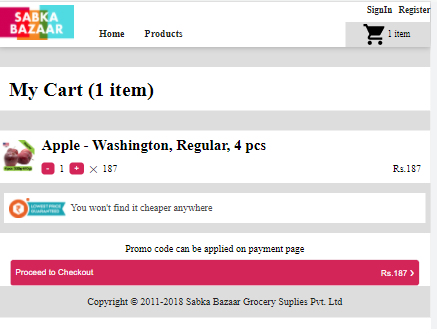 SABKA
BAZAAR
SignIn Register
Home Products
1 item
My Cart (1 item)
Apple - Washington, Regular, 4 pcs
- 1 + × 187 Rs.187
LOWEST PRICE
GUARANTEED
You won't find it cheaper anywhere
Promo code can be applied on payment page
Proceed to Checkout Rs.187 >
Copyright © 2011-2018 Sabka Bazaar Grocery Suplies Pvt. Ltd